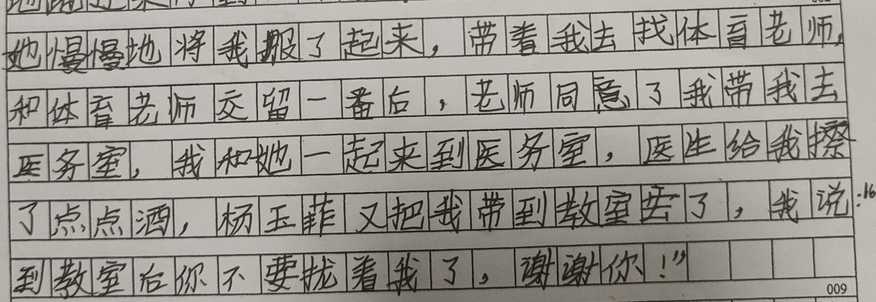 她慢慢地将我服了起来，带着我去找体育老师，
和体育老师交留一番后，老师同意了我带我去
医务室，我和她一起来到医务室，医生给我擦
了点点酒，杨玉菲又把我带到教室去了，我说:16
到教室后你不要扰着我了，谢谢你！”
009